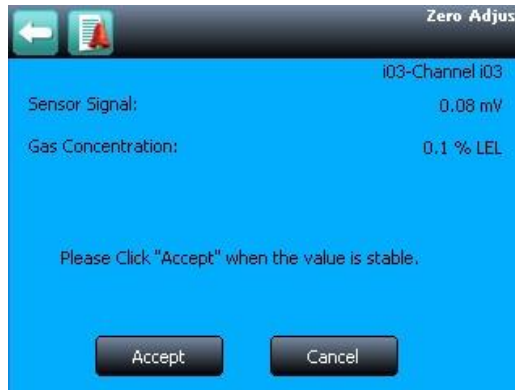 Zero Adjus
i03-Channel i03
Sensor Signal: 0.08 mV
Gas Concentration: 0.1 % LEL
Please Click "Accept" when the value is stable.
Accept Cancel